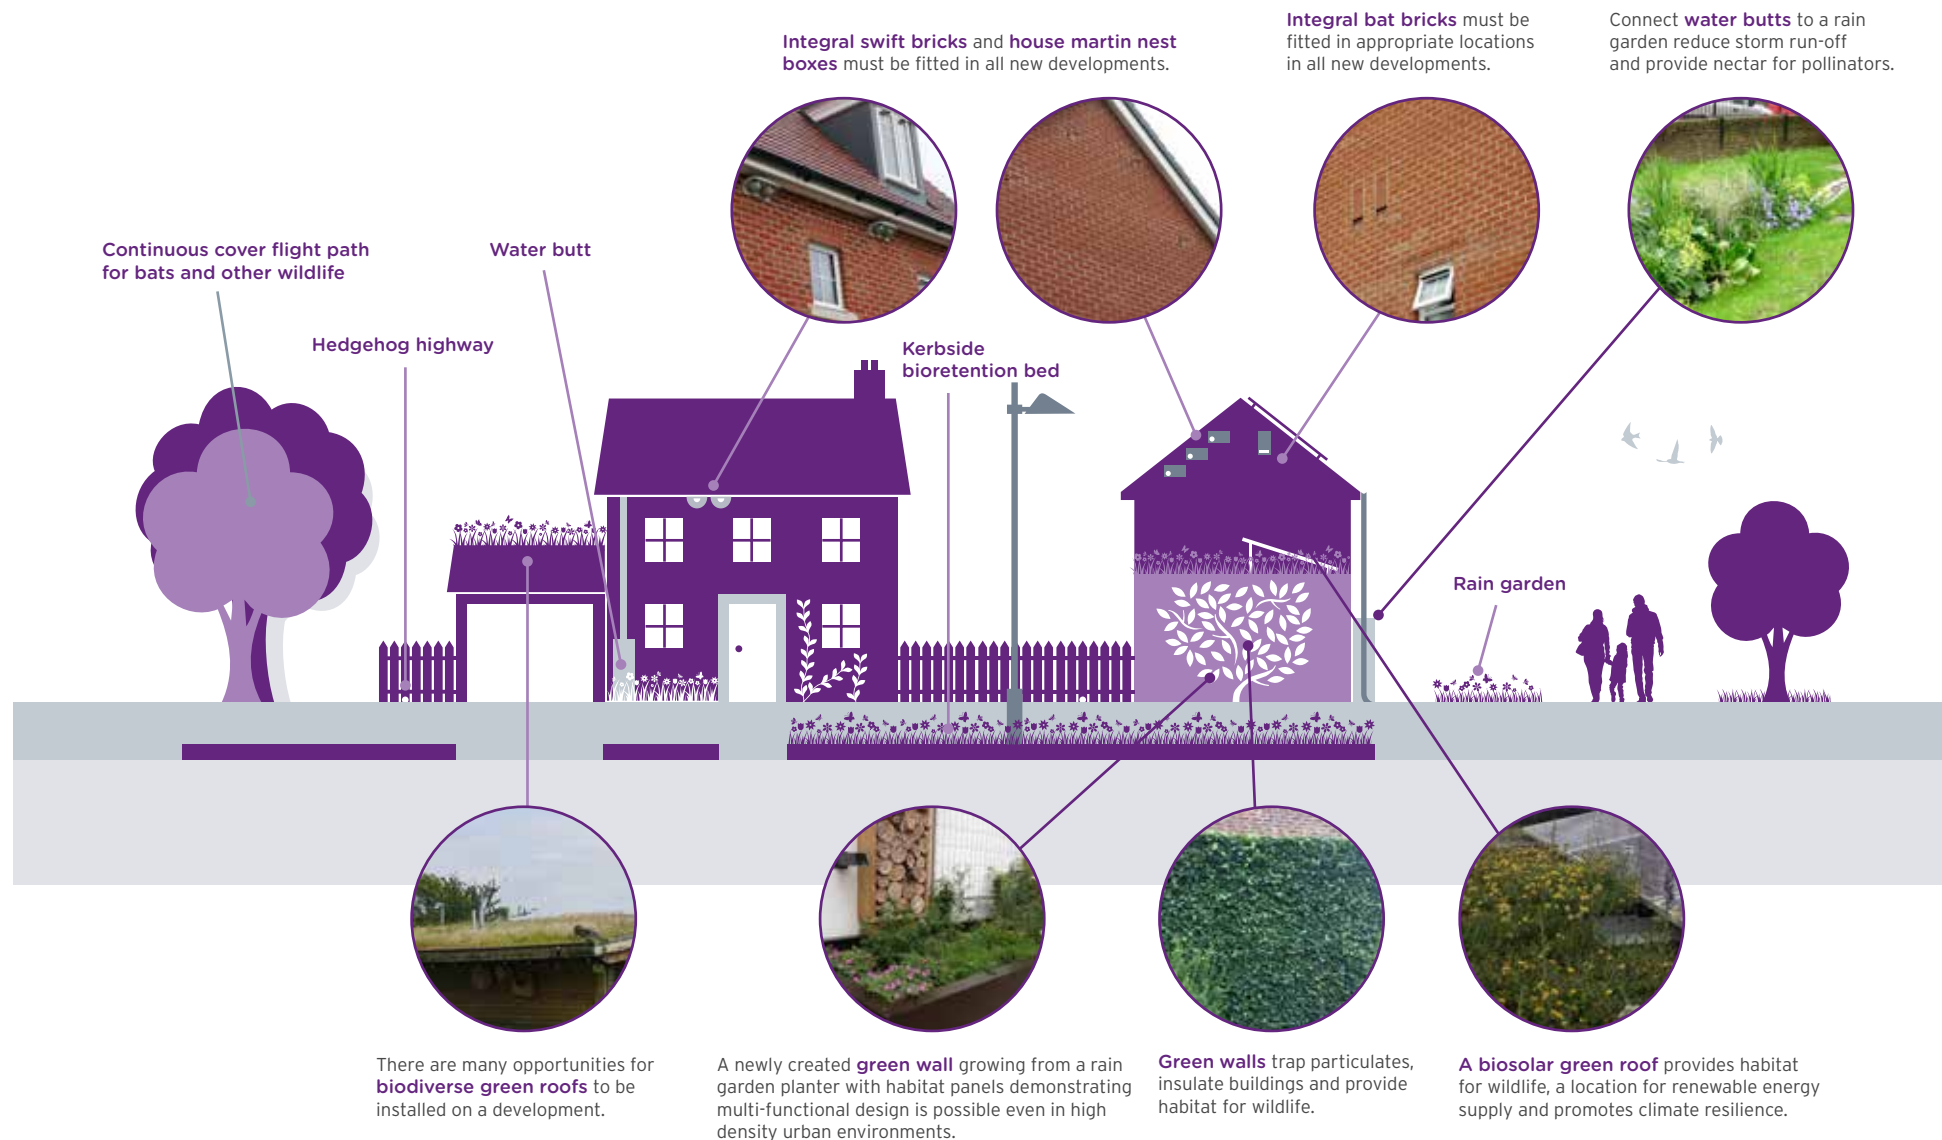 Integral swift bricks and house martin nest
boxes must be fitted in all new developments.
Integral bat bricks must be
fitted in appropriate locations
in all new developments.
Connect water butts to a rain
garden reduce storm run-off
and provide nectar for pollinators.
Continuous cover flight path
for bats and other wildlife
Water butt
Hedgehog highway
Kerbside
bioretention bed
Rain garden
There are many opportunities for
biodiverse green roofs to be
installed on a development.
A newly created green wall growing from a rain
garden planter with habitat panels demonstrating
multi-functional design is possible even in high
density urban environments.
Green walls trap particulates,
insulate buildings and provide
habitat for wildlife.
A biosolar green roof provides habitat
for wildlife, a location for renewable energy
supply and promotes climate resilience.